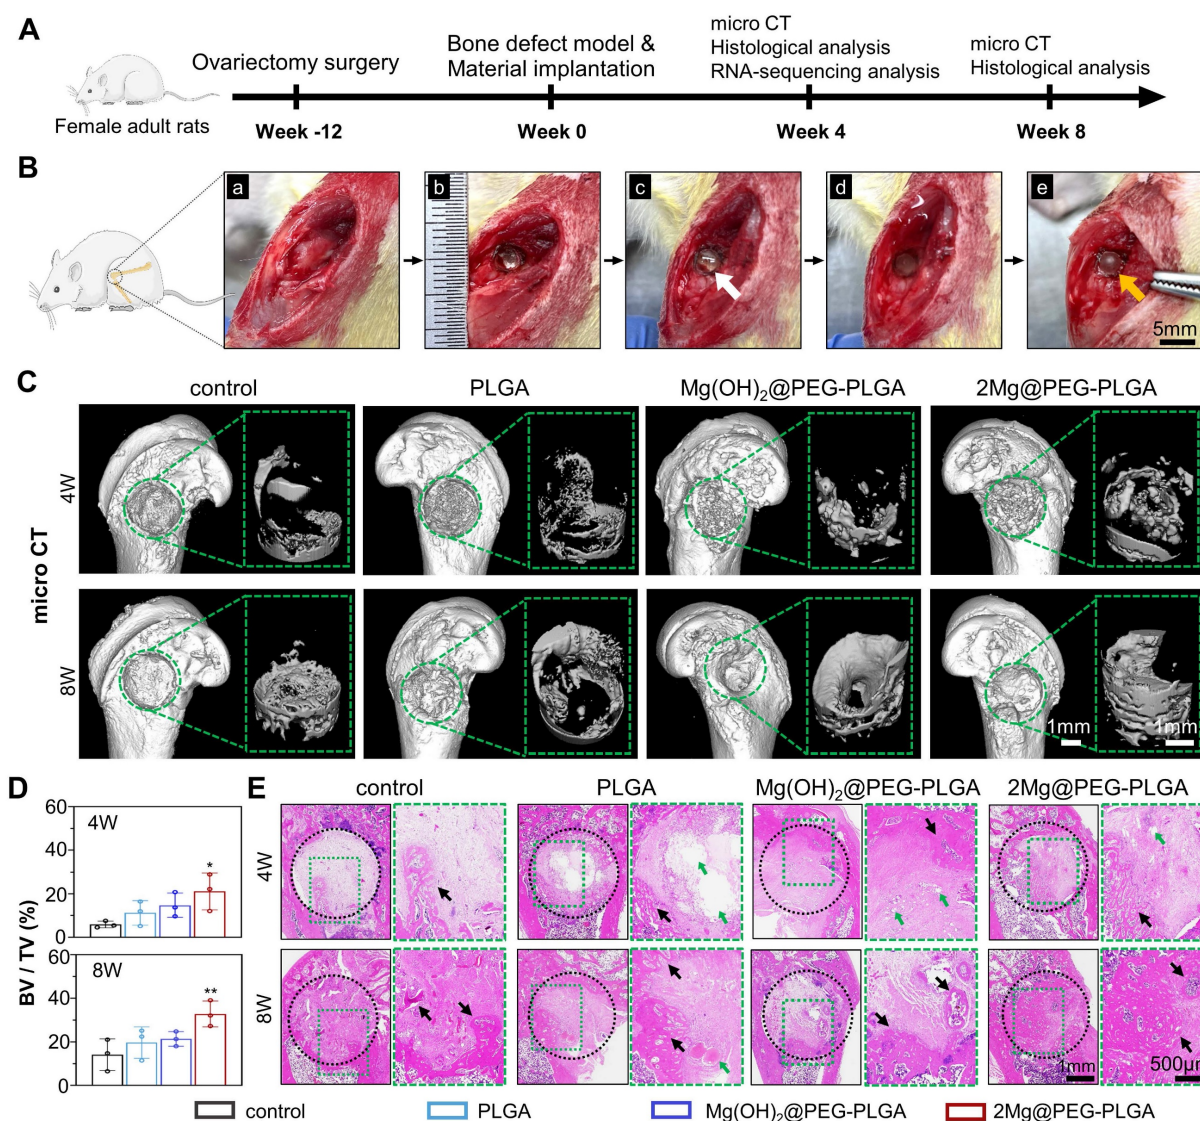 A
Female adult rats
Ovariectomy surgery
Bone defect model &
Material implantation
micro CT
Histological analysis
RNA-sequencing analysis
micro CT
Histological analysis
Week -12
Week 0
Week 4
Week 8
B
a
b
c
d
e
5mm
C
control
PLGA
Mg(OH)₂@PEG-PLGA
2Mg@PEG-PLGA
micro CT
4W
8W
1mm
1mm
D
BV / TV (%)
60
4W
40
20
0
*
60
8W
40
20
0
**
E
control
PLGA
Mg(OH)₂@PEG-PLGA
2Mg@PEG-PLGA
4W
8W
1mm
500μm
control
PLGA
Mg(OH)₂@PEG-PLGA
2Mg@PEG-PLGA